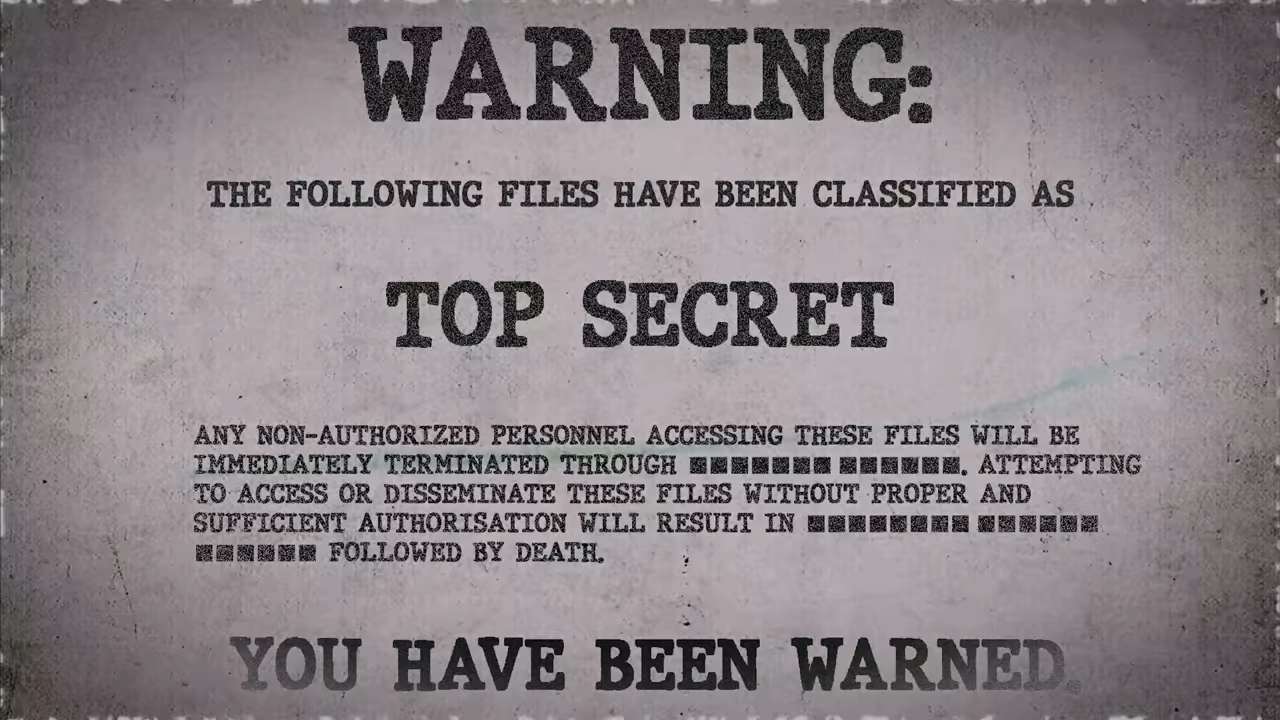 WARNING:
THE FOLLOWING FILES HAVE BEEN CLASSIFIED AS
TOP SECRET
ANY NON-AUTHORIZED PERSONNEL ACCESSING THESE FILES WILL BE
IMMEDIATELY TERMINATED THROUGH ■■■■■■■ ■■■■■■. ATTEMPTING
TO ACCESS OR DISSEMINATE THESE FILES WITHOUT PROPER AND
SUFFICIENT AUTHORISATION WILL RESULT IN ■■■■■■■■ ■■■■■■
■■■■■■ FOLLOWED BY DEATH.
YOU HAVE BEEN WARNED.